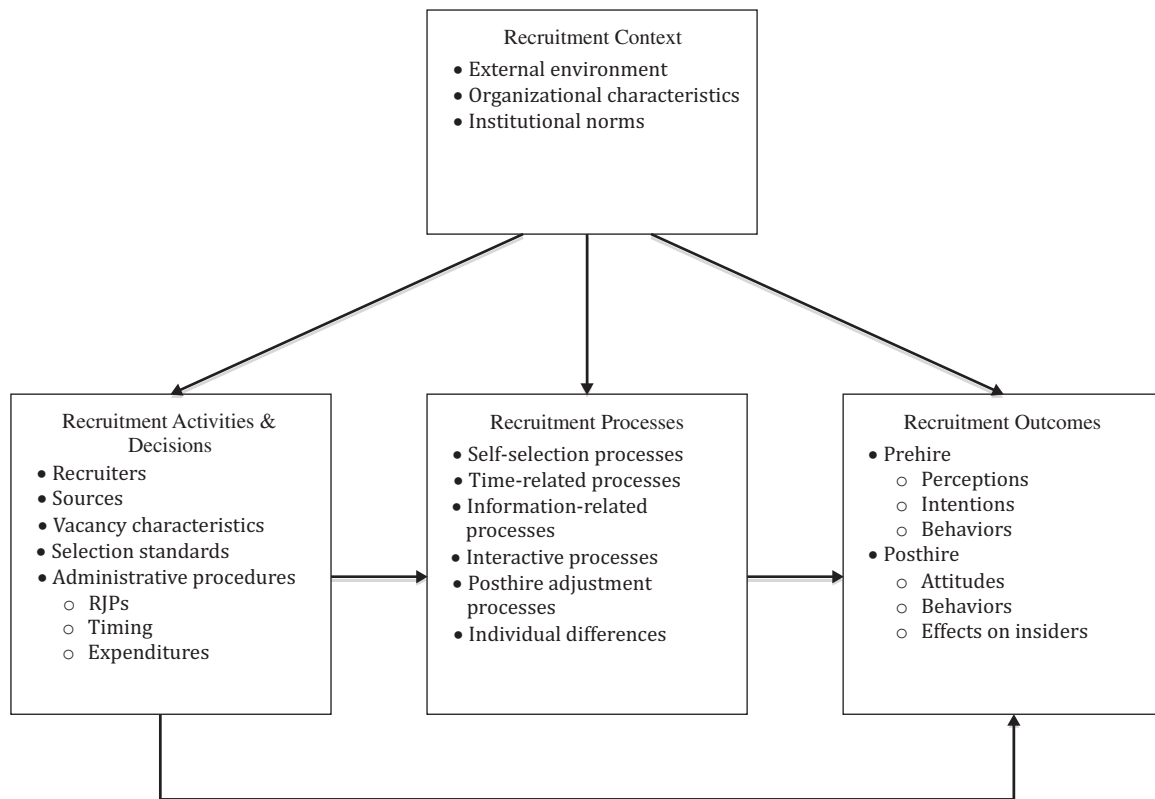 Recruitment Context
• External environment
• Organizational characteristics
• Institutional norms
Recruitment Activities &
Decisions
• Recruiters
• Sources
• Vacancy characteristics
• Selection standards
• Administrative procedures
○ RJPs
○ Timing
○ Expenditures
Recruitment Processes
• Self-selection processes
• Time-related processes
• Information-related
processes
• Interactive processes
• Posthire adjustment
processes
• Individual differences
Recruitment Outcomes
• Prehire
○ Perceptions
○ Intentions
○ Behaviors
• Posthire
○ Attitudes
○ Behaviors
○ Effects on insiders